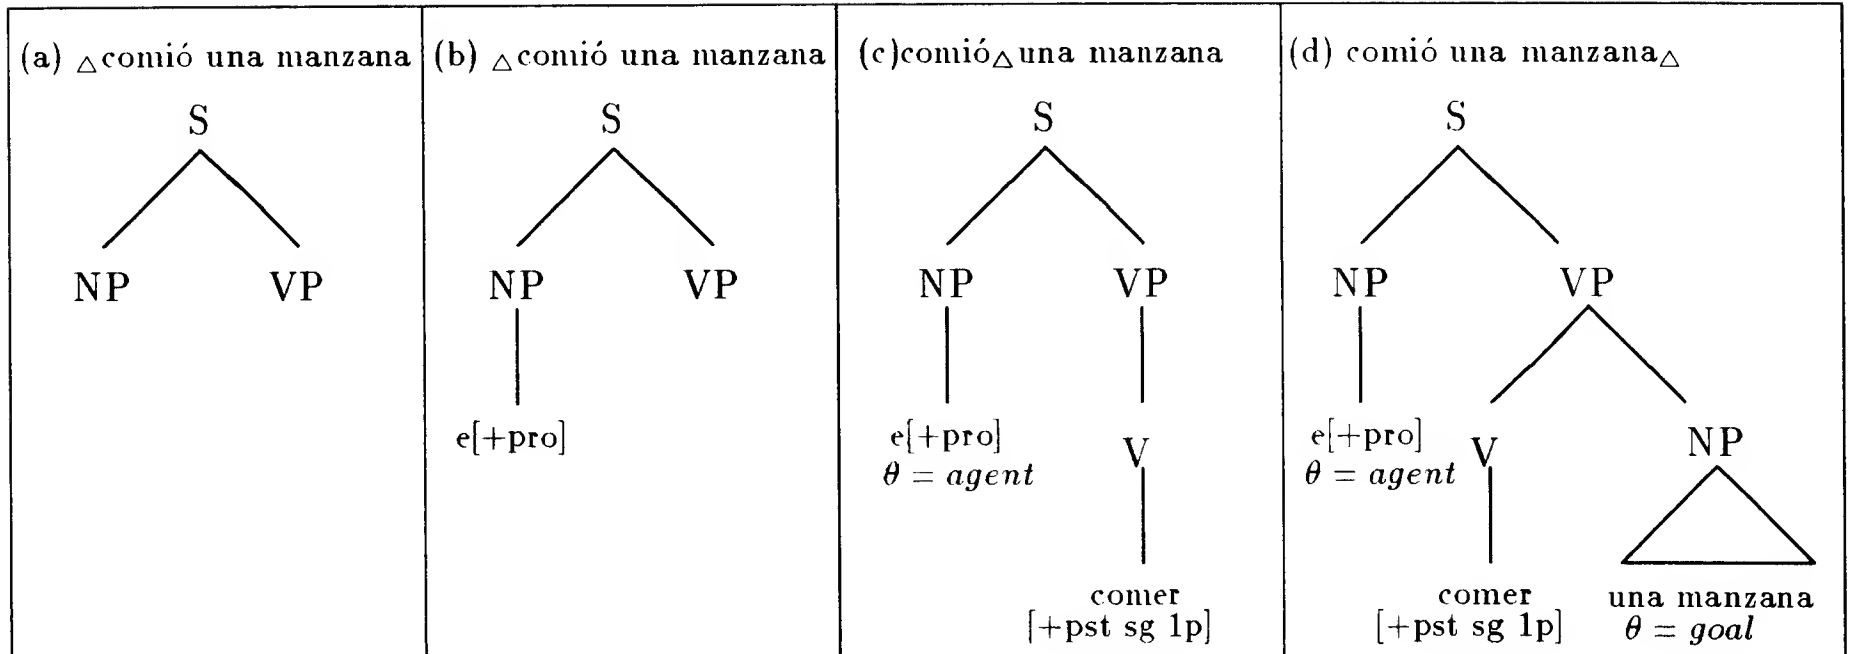 (a) △comió una manzana
S
NP VP
(b) △comió una manzana
S
NP VP
e[+pro]
(c)comió△una manzana
S
NP VP
e[+pro] V
θ = agent
comer
[+pst sg 1p]
(d) comió una manzana△
S
NP VP
e[+pro] V NP
θ = agent
comer una manzana
[+pst sg 1p] θ = goal